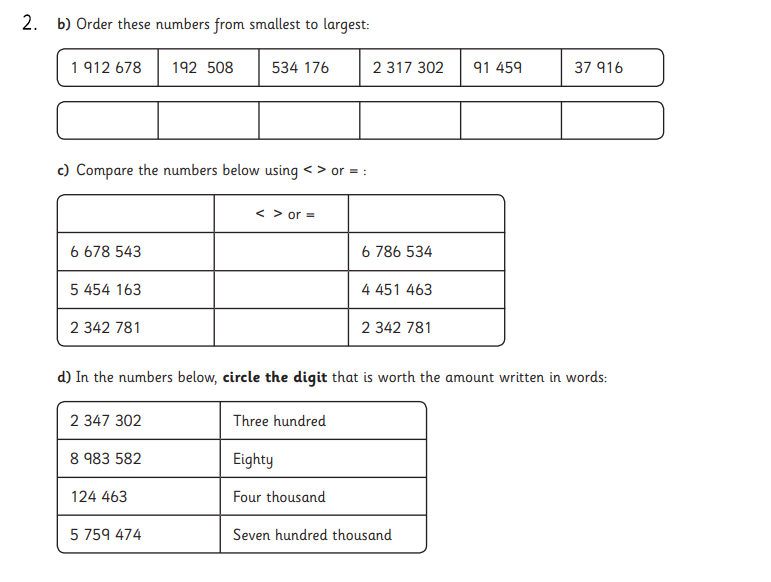 2. b) Order these numbers from smallest to largest:
1 912 678 192 508 534 176 2 317 302 91 459 37 916
c) Compare the numbers below using < > or = :
< > or =
6 678 543 6 786 534
5 454 163 4 451 463
2 342 781 2 342 781
d) In the numbers below, circle the digit that is worth the amount written in words:
2 347 302 Three hundred
8 983 582 Eighty
124 463 Four thousand
5 759 474 Seven hundred thousand